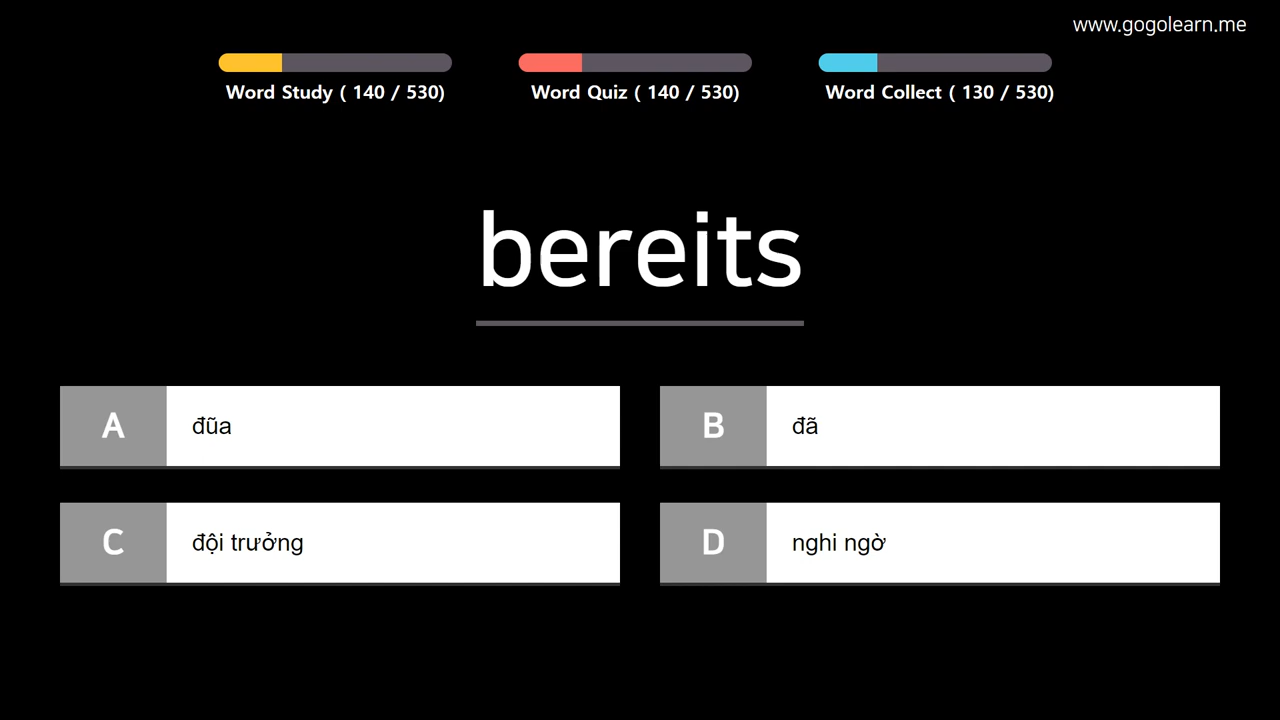 www.gogolearn.me
Word Study ( 140 / 530)
Word Quiz ( 140 / 530)
Word Collect ( 130 / 530)
bereits
A
đũa
B
đã
C
đội trưởng
D
nghi ngờ